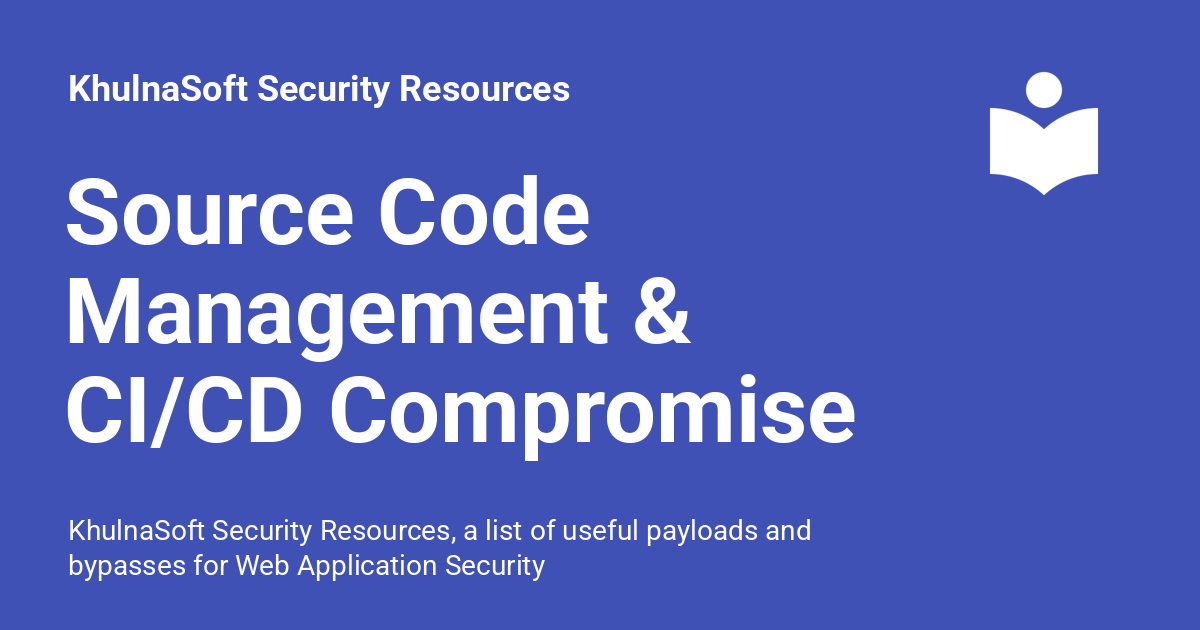 KhulnaSoft Security Resources
Source Code
Management &
CI/CD Compromise
KhulnaSoft Security Resources, a list of useful payloads and
bypasses for Web Application Security